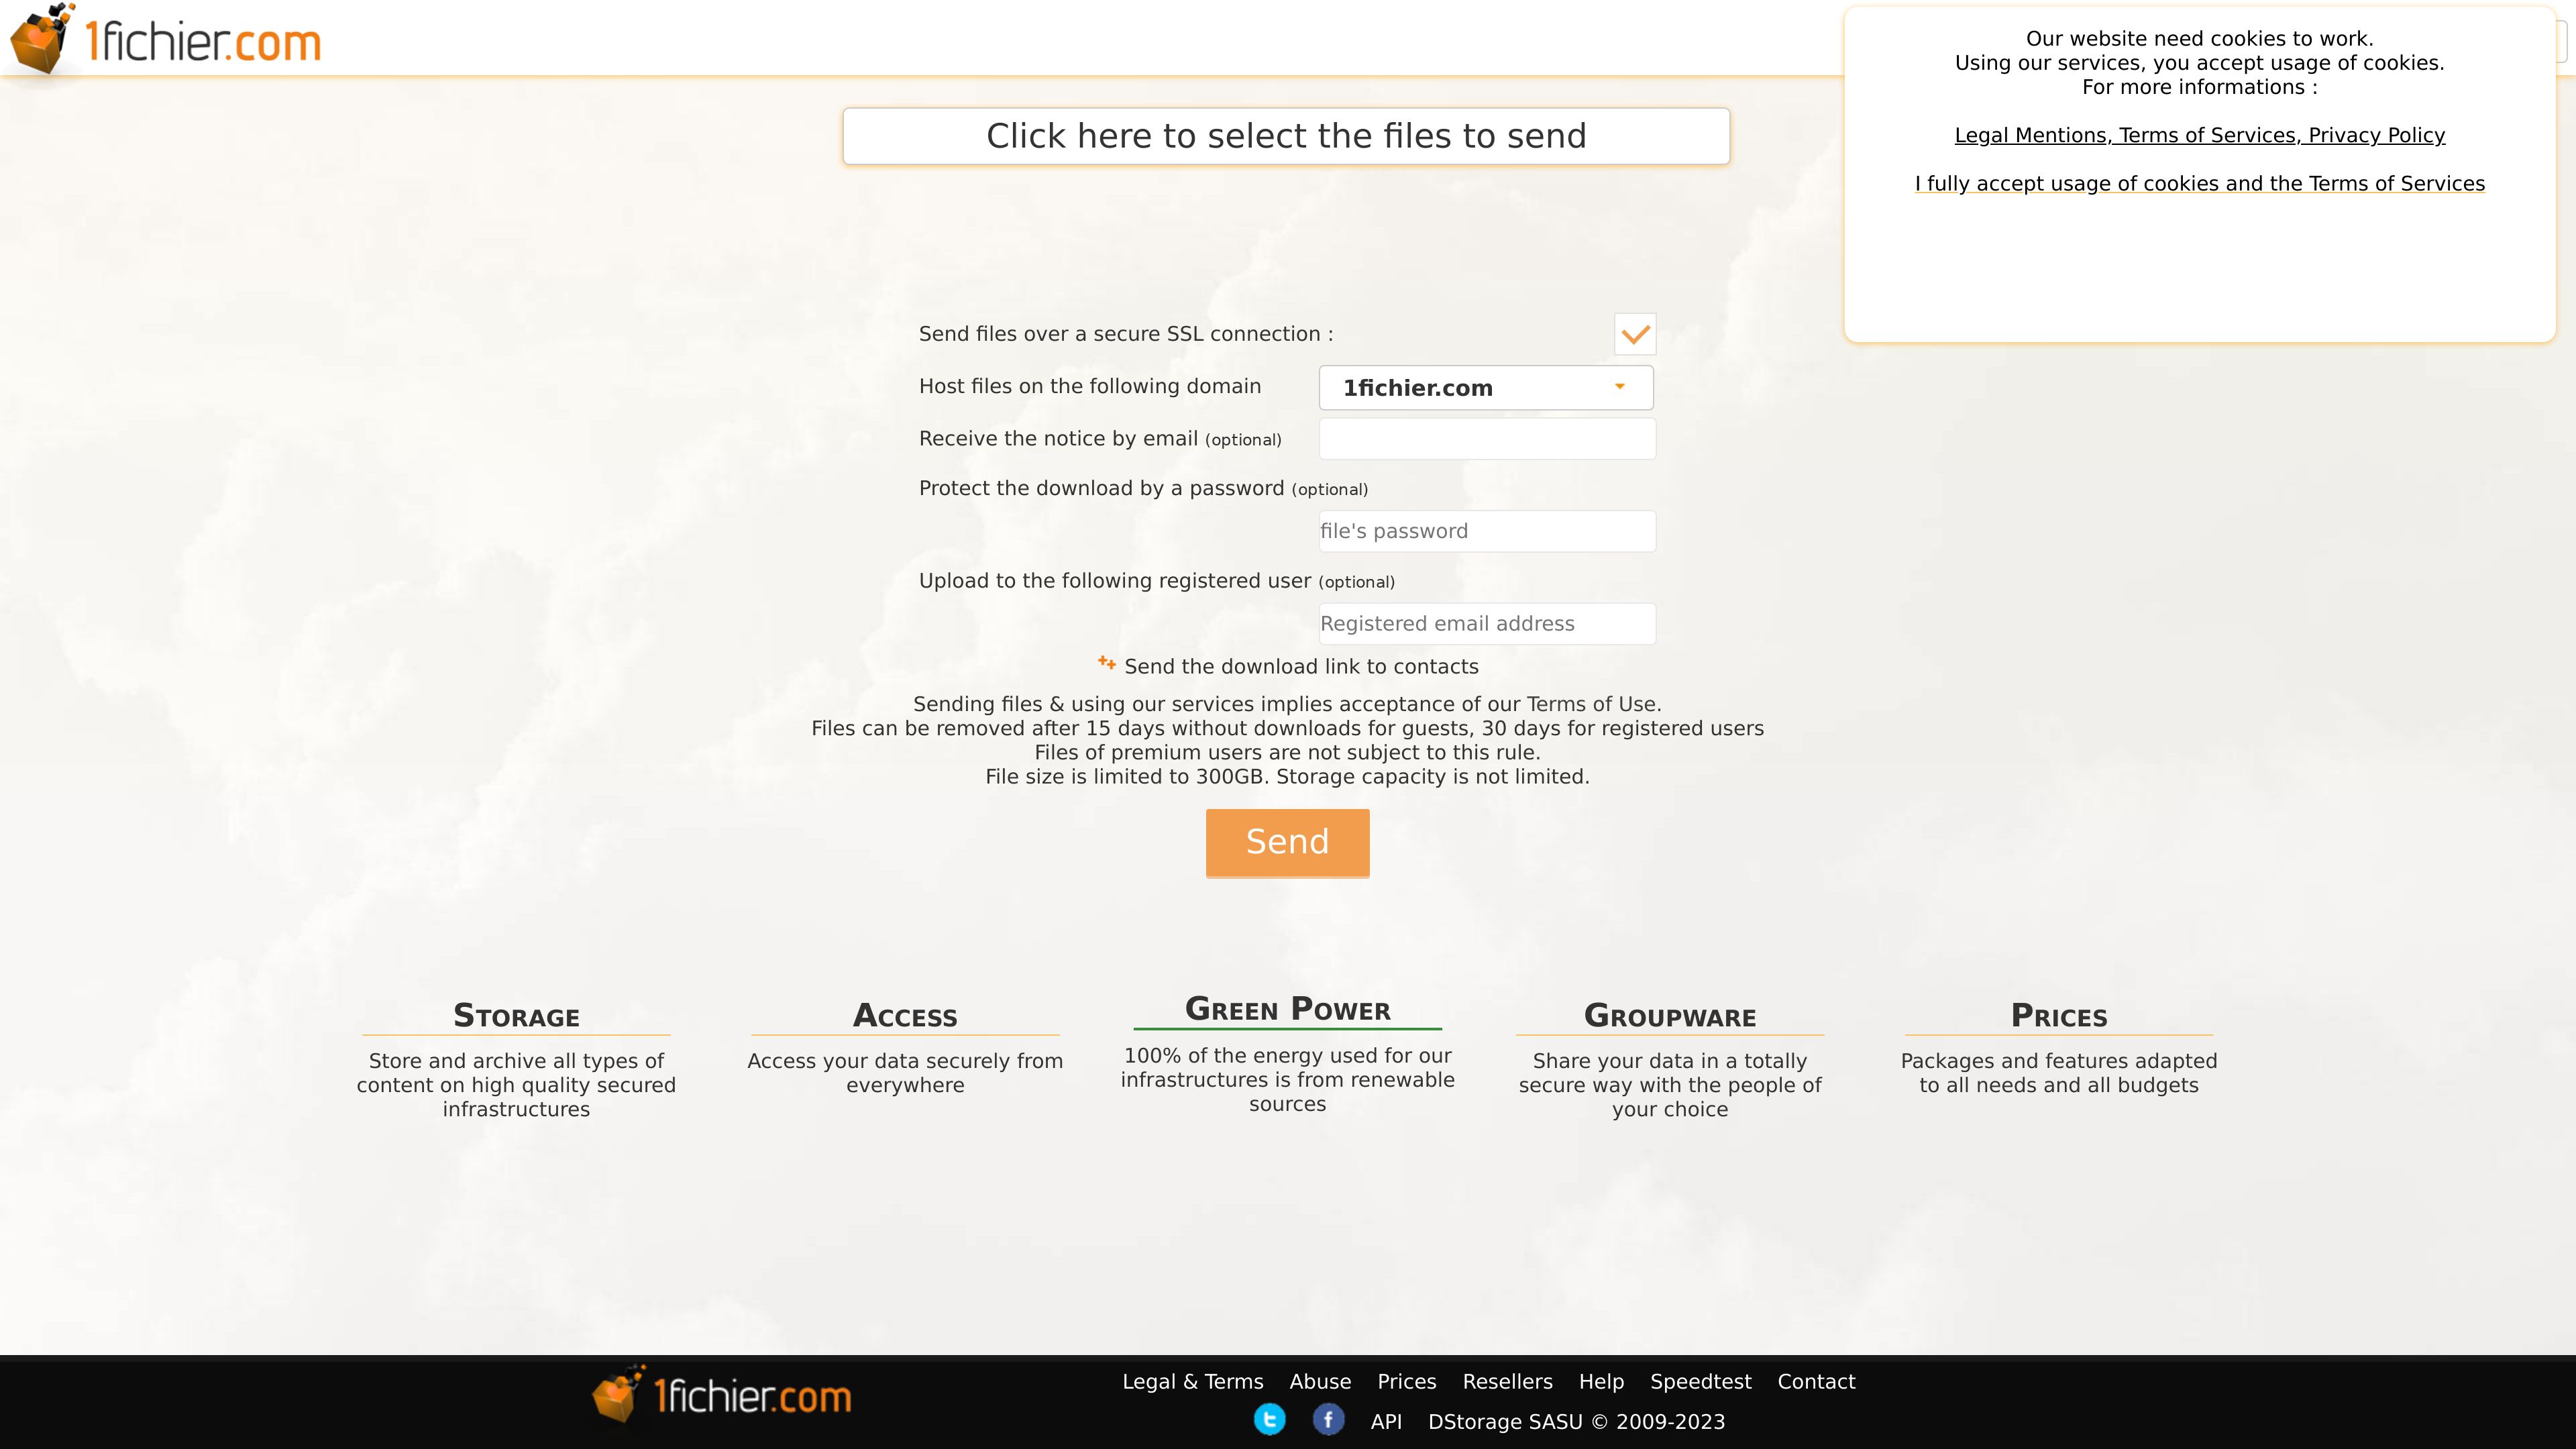 1fichier.com
Our website need cookies to work.
Using our services, you accept usage of cookies.
For more informations :
Legal Mentions, Terms of Services, Privacy Policy
I fully accept usage of cookies and the Terms of Services
Click here to select the files to send
Send files over a secure SSL connection :
Host files on the following domain 1fichier.com
Receive the notice by email (optional)
Protect the download by a password (optional)
file's password
Upload to the following registered user (optional)
Registered email address
Send the download link to contacts
Sending files & using our services implies acceptance of our Terms of Use.
Files can be removed after 15 days without downloads for guests, 30 days for registered users
Files of premium users are not subject to this rule.
File size is limited to 300GB. Storage capacity is not limited.
Send
Storage
Store and archive all types of
content on high quality secured
infrastructures
Access
Access your data securely from
everywhere
Green Power
100% of the energy used for our
infrastructures is from renewable
sources
Groupware
Share your data in a totally
secure way with the people of
your choice
Prices
Packages and features adapted
to all needs and all budgets
1fichier.com
Legal & Terms Abuse Prices Resellers Help Speedtest Contact
API DStorage SASU © 2009-2023